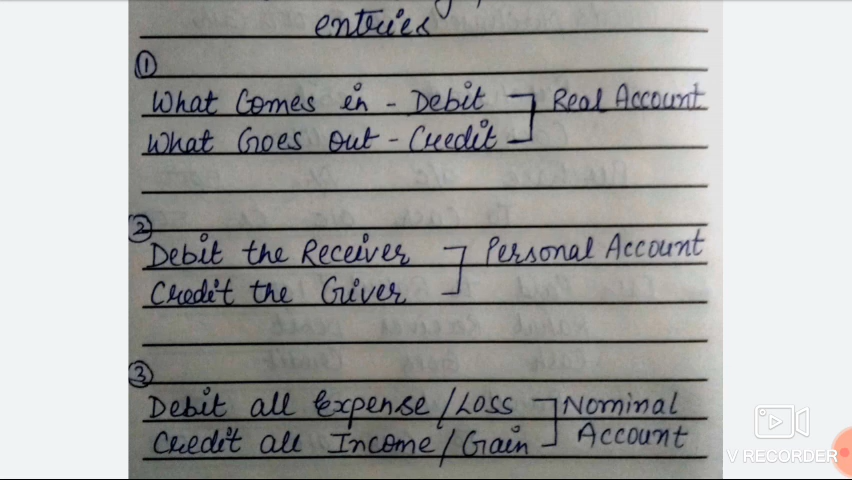 entries
①
What Comes in - Debit ] Real Account
What Goes out - Credit
②
Debit the Receiver ] Personal Account
Credit the Giver
③
Debit all Expense/Loss ] Nominal
Credit all Income/Gain Account
V RECORDER